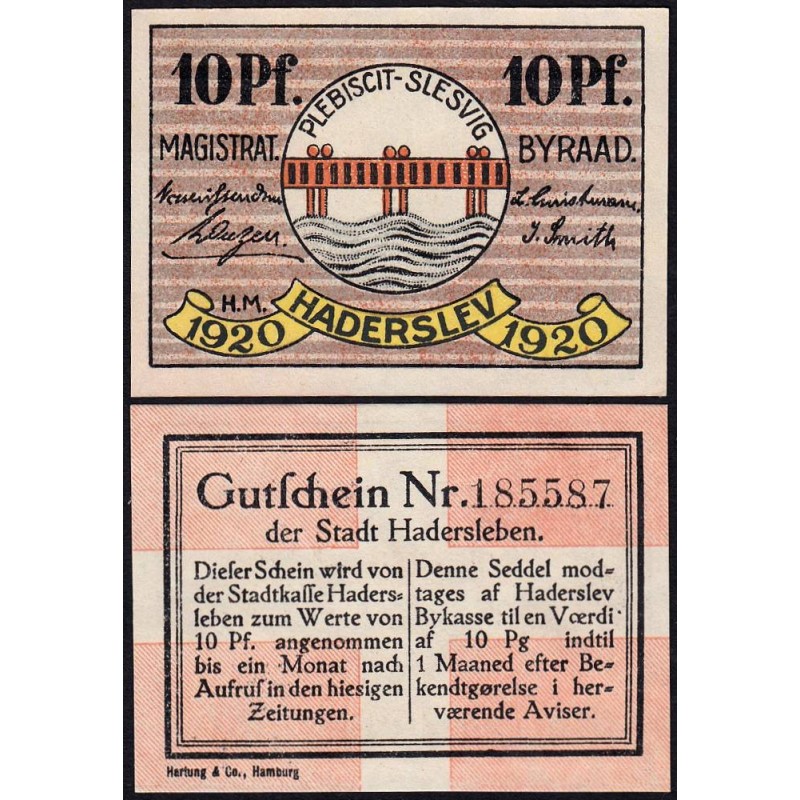 10 Pf. 10 Pf.
PLEBISCIT-SLESVIG
MAGISTRAT. BYRAAD.
J. Smith
H.M.
1920 HADERSLEV 1920
Gutſchein Nr. 185587
der Stadt Hadersleben.
Dieſer Schein wird von
der Stadtkaſſe Haders=
leben zum Werte von
10 Pf. angenommen
bis ein Monat nach
Aufruf in den hieſigen
Zeitungen.
Denne Seddel mod=
tages af Haderslev
Bykasse til en Værdi
af 10 Pg indtil
1 Maaned efter Be=
kendtgørelse i her=
værende Aviser.
Hartung & Co., Hamburg